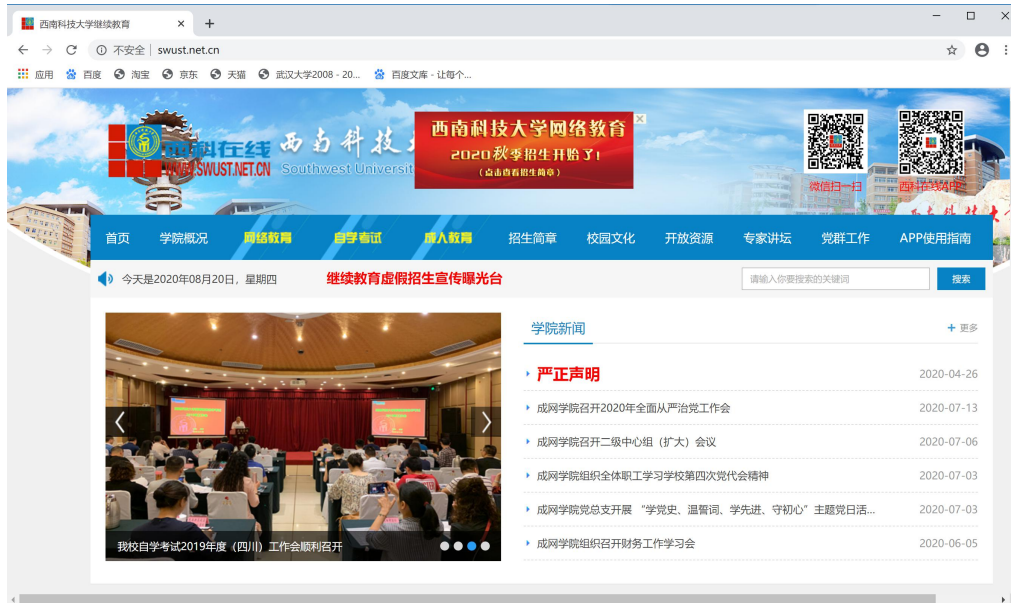 西南科技大学继续教育
不安全 swust.net.cn
应用 百度 淘宝 京东 天猫 武汉大学2008 - 20... 百度文库 - 让每个...
西科在线
WWW.SWUST.NET.CN
西南科技
Southwest Universit
西南科技大学网络教育
2020秋季招生开始了!
(点击查看招生简章)
微信扫一扫
西科在线APP
首页 学院概况 网络教育 自学考试 成人教育 招生简章 校园文化 开放资源 专家讲坛 党群工作 APP使用指南
今天是2020年08月20日,星期四 继续教育虚假招生宣传曝光台 请输入你要搜索的关键词 搜索
学院新闻 + 更多
严正声明 2020-04-26
成网学院召开2020年全面从严治党工作会 2020-07-13
成网学院召开二级中心组(扩大)会议 2020-07-06
成网学院组织全体职工学习学校第四次党代会精神 2020-07-03
成网学院党总支开展 “学党史、温誓词、学先进、守初心”主题党日活... 2020-07-03
成网学院组织召开财务工作学习会 2020-06-05
我校自学考试2019年度(四川)工作会顺利召开